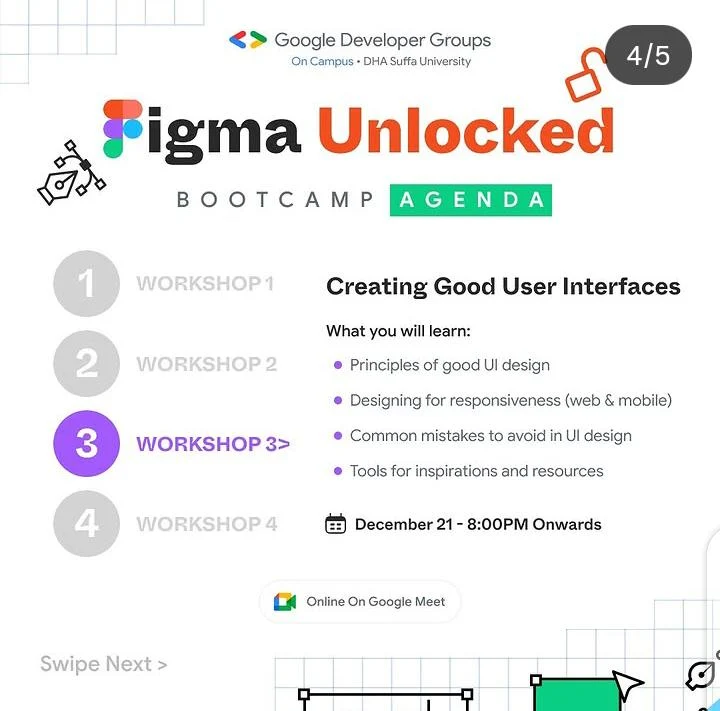 Google Developer Groups
On Campus • DHA Suffa University
4/5
Figma Unlocked
BOOTCAMP AGENDA
1 WORKSHOP 1
2 WORKSHOP 2
3 WORKSHOP 3>
4 WORKSHOP 4
Creating Good User Interfaces
What you will learn:
Principles of good UI design
Designing for responsiveness (web & mobile)
Common mistakes to avoid in UI design
Tools for inspirations and resources
December 21 - 8:00PM Onwards
Online On Google Meet
Swipe Next >